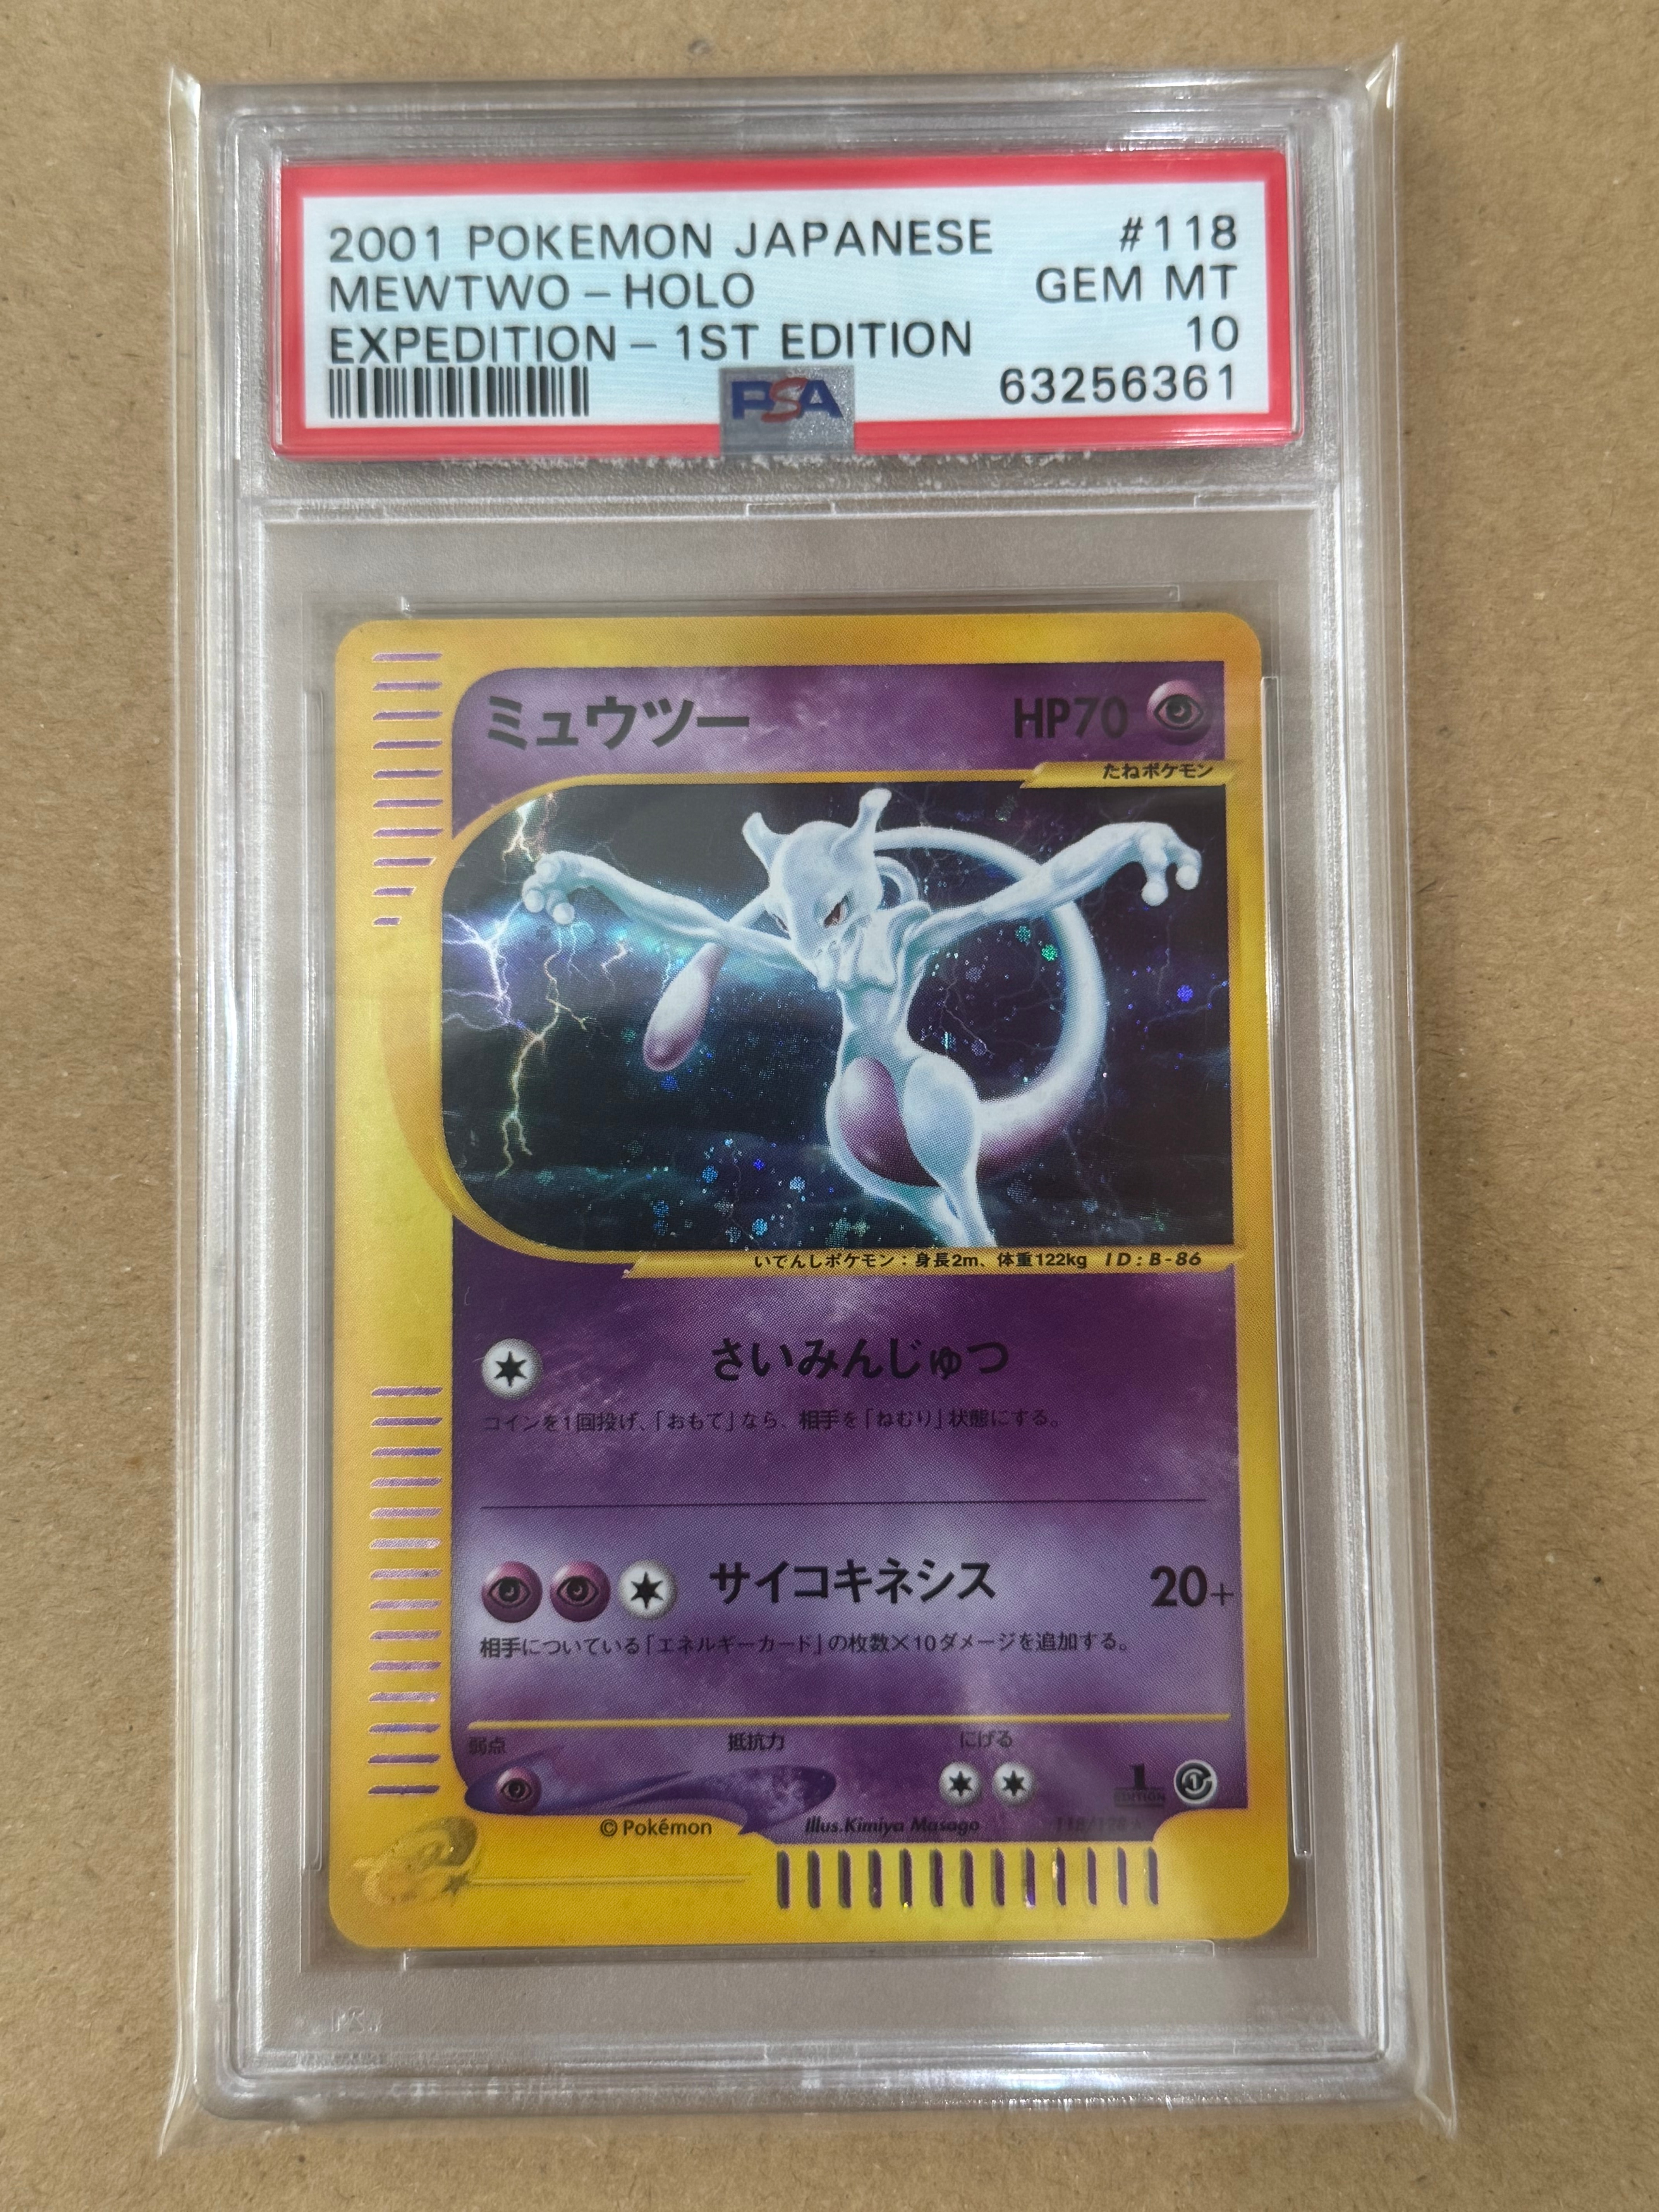 2001 POKEMON JAPANESE #118
MEWTWO – HOLO GEM MT
EXPEDITION – 1ST EDITION 10
PSA 63256361
ミュウツー HP70
たねポケモン
いでんしポケモン：身長2m、体重122kg ID:B-86
さいみんじゅつ
コインを1回投げ、「おもて」なら、相手を「ねむり」状態にする。
サイコキネシス 20+
相手についている「エネルギーカード」の枚数×10ダメージを追加する。
弱点 抵抗力 にげる
1 EDITION
© Pokémon Illus.Kimiya Masago 118/128